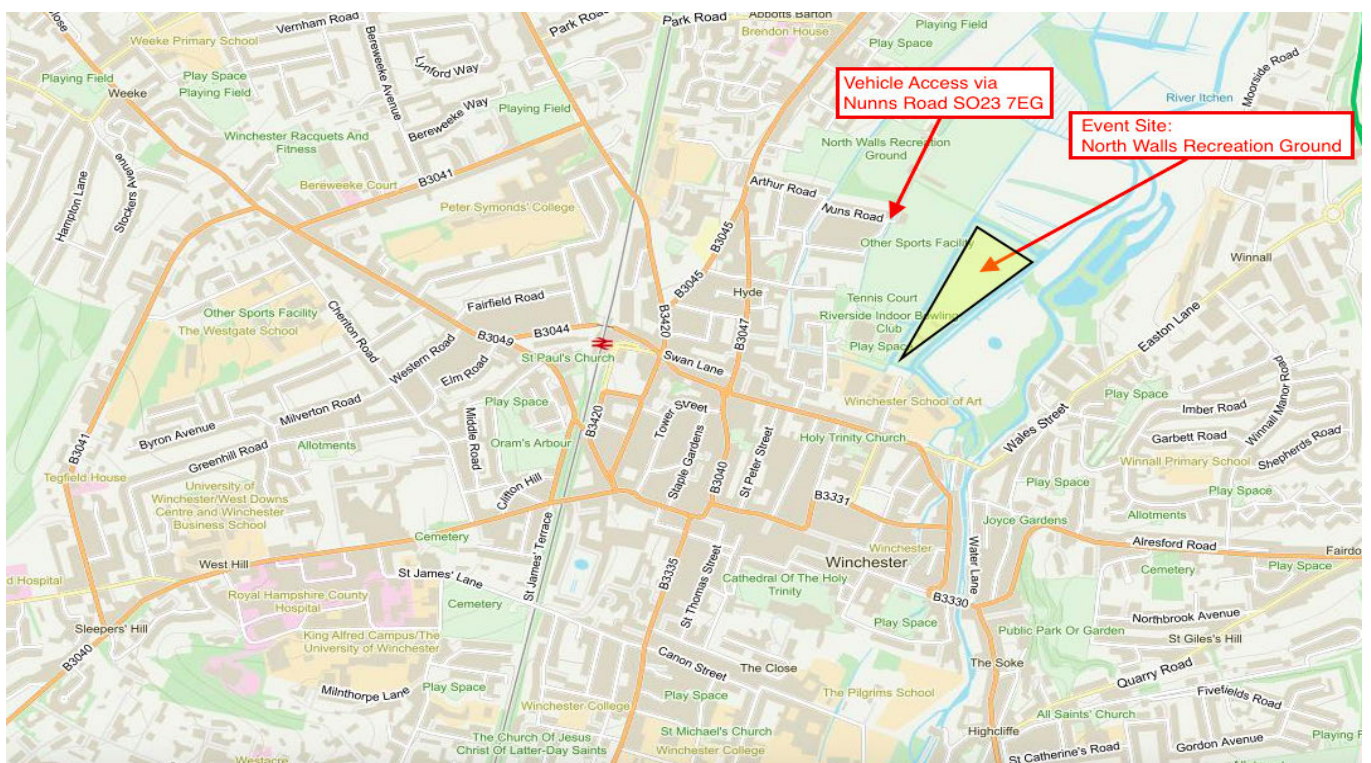 Close
Vernham Road
Weeke Primary School
Park Road
Park Road
Abbotts Barton
Brendon House
Playing Field
Play Space
Bereweeke Avenue
Lynford Way
Playing Field
Play Space
Weeke
Playing Field
Bereweeke Way
Playing Field
Winchester Racquets And
Fitness
Bereweeke Court
B3041
Hampton Lane
Stockers Avenue
Peter Symonds' College
Vehicle Access via
Nunns Road SO23 7EG
Event Site:
North Walls Recreation Ground
River Itchen
Moorside Road
North Walls Recreation
Ground
Arthur Road
Nuns Road
Other Sports Facility
B3045
B3045
Hyde
B3047
B3420
Tennis Court
Riverside Indoor Bowling
Club
Play Space
Winnall
Easton Lane
Fairfield Road
Other Sports Facility
The Westgate School
Cheriton Road
Western Road
B3049
B3044
Elm Road
St Paul's Church
Swan Lane
Winchester School of Art
Wales Street
Play Space
Imber Road
Garbett Road
Winnall Manor Road
Shepherds Road
Winnall Primary School
Play Space
Play Space
B3041
Byron Avenue
Milverton Road
Greenhill Road
Allotments
Middle Road
Play Space
Oram's Arbour
B3420
Tower Street
Staple Gardens
B3040
St Peter Street
Holy Trinity Church
Tegfield House
University of
Winchester/West Downs
Centre and Winchester
Business School
Clifton Hill
B3331
Joyce Gardens
Allotments
Alresford Road
Fairdo
Cemetery
West Hill
St James' Terrace
St James' Lane
Cemetery
d Hospital
Royal Hampshire County
Hospital
B3335
St Thomas Street
Winchester
Winchester
Cathedral Of The Holy
Trinity
Water Lane
B3330
Cemetery
Play Space
Northbrook Avenue
St Giles's Hill
Public Park Or Garden
Play Space
Sleepers' Hill
B3040
King Alfred Campus/The
University of Winchester
Milnthorpe Lane
Play Space
Canon Street
The Close
Play Space
The Pilgrims School
The Soke
Quarry Road
Fivefields Road
Winchester College
The Church Of Jesus
Christ Of Latter-Day Saints
St Michael's Church
Winchester College
Highcliffe
All Saints' Church
St Catherine's Road
Gordon Avenue
Play Space
Westacre